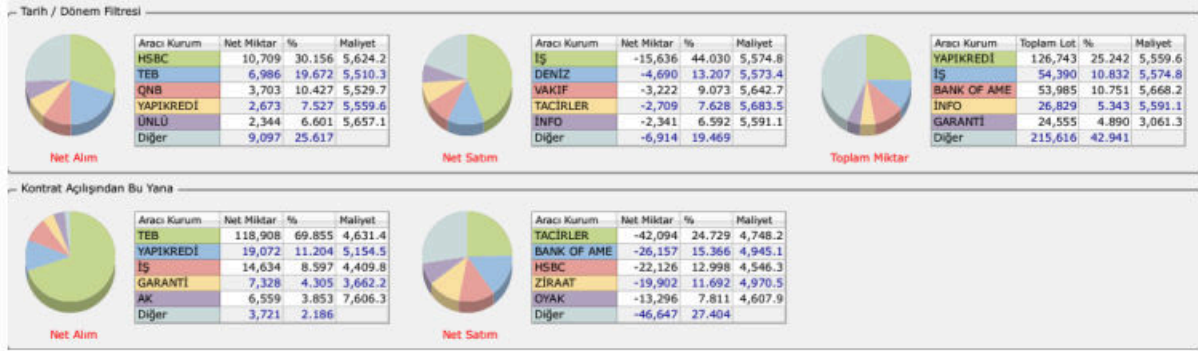 Tarih / Dönem Filtresi
Aracı Kurum Net Miktar % Maliyet
HSBC 10,709 30.156 5,624.2
TEB 6,986 19.672 5,510.3
QNB 3,703 10.427 5,529.7
YAPIKREDİ 2,673 7.527 5,559.6
ÜNLÜ 2,344 6.601 5,657.1
Diğer 9,097 25.617
Net Alım
Aracı Kurum Net Miktar % Maliyet
İŞ -15,636 44.030 5,574.8
DENİZ -4,690 13.207 5,573.4
VAKIF -3,222 9.073 5,642.7
TACİRLER -2,709 7.628 5,683.5
İNFO -2,341 6.592 5,591.1
Diğer -6,914 19.469
Net Satım
Aracı Kurum Toplam Lot % Maliyet
YAPIKREDİ 126,743 25.242 5,559.6
İŞ 54,390 10.832 5,574.8
BANK OF AME 53,985 10.751 5,668.2
İNFO 26,829 5.343 5,591.1
GARANTİ 24,555 4.890 3,061.3
Diğer 215,616 42.941
Toplam Miktar
Kontrat Açılışından Bu Yana
Aracı Kurum Net Miktar % Maliyet
TEB 118,908 69.855 4,631.4
YAPIKREDİ 19,072 11.204 5,154.5
İŞ 14,634 8.597 4,409.8
GARANTİ 7,328 4.305 3,662.2
AK 6,559 3.853 7,606.3
Diğer 3,721 2.186
Net Alım
Aracı Kurum Net Miktar % Maliyet
TACİRLER -42,094 24.729 4,748.2
BANK OF AME -26,157 15.366 4,945.1
HSBC -22,126 12.998 4,546.3
ZİRAAT -19,902 11.692 4,970.5
OYAK -13,296 7.811 4,607.9
Diğer -46,647 27.404
Net Satım